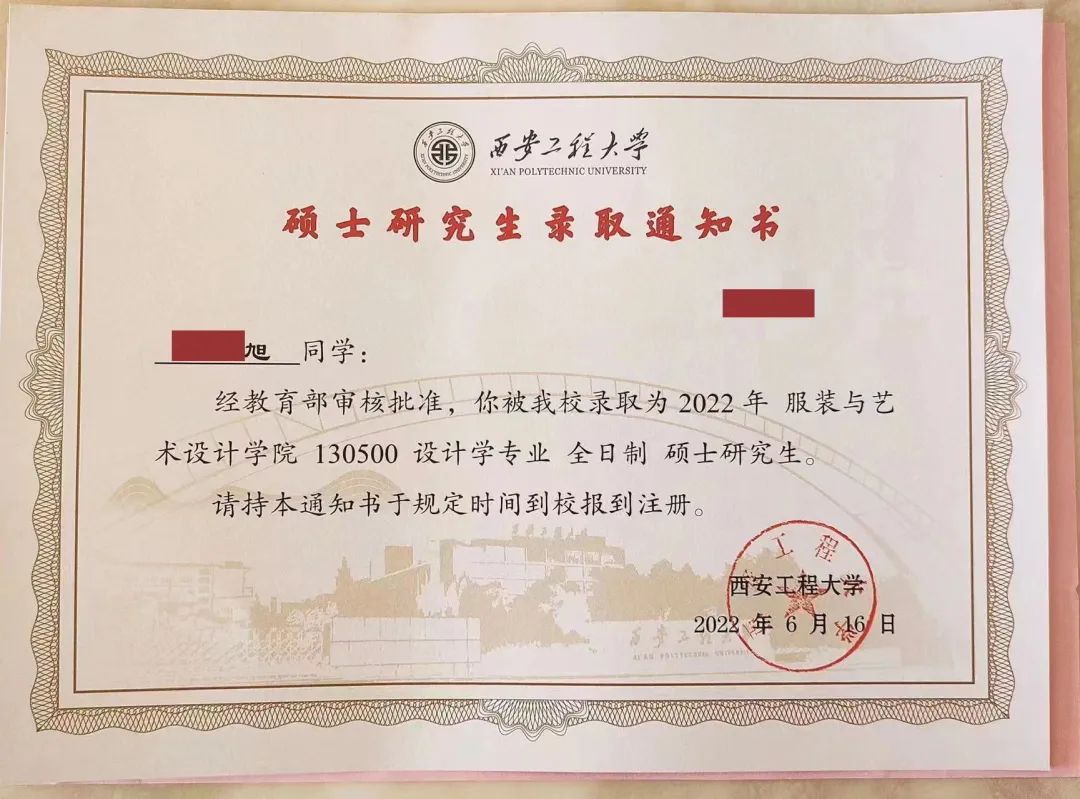 西安工程大学
XI'AN POLYTECHNIC UNIVERSITY
硕士研究生录取通知书
旭 同学：
经教育部审核批准，你被我校录取为 2022 年 服装与艺
术设计学院 130500 设计学专业 全日制 硕士研究生。
请持本通知书于规定时间到校报到注册。
西安工程大学
2022 年 6 月 16 日